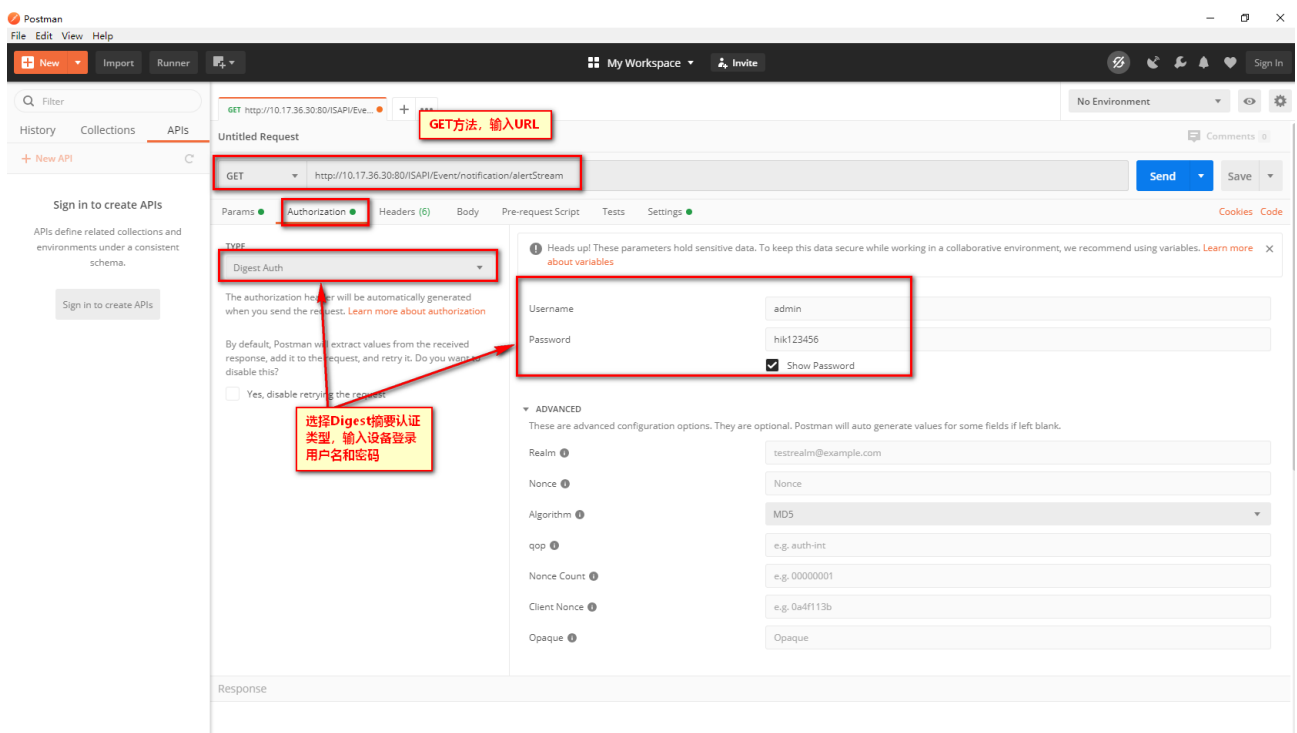 Postman
File Edit View Help
New Import Runner My Workspace Invite Sign In
Filter
History Collections APIs
+ New API
Sign in to create APIs
APIs define related collections and
environments under a consistent
schema.
Sign in to create APIs
GET http://10.17.36.30:80/ISAPI/Eve... + ••• No Environment
GET方法，输入URL
Untitled Request Comments 0
GET http://10.17.36.30:80/ISAPI/Event/notification/alertStream Send Save
Params Authorization Headers (6) Body Pre-request Script Tests Settings Cookies Code
TYPE
Digest Auth
The authorization header will be automatically generated
when you send the request. Learn more about authorization
By default, Postman will extract values from the received
response, add it to the request, and retry it. Do you want to
disable this?
Yes, disable retrying the request
选择Digest摘要认证
类型，输入设备登录
用户名和密码
Heads up! These parameters hold sensitive data. To keep this data secure while working in a collaborative environment, we recommend using variables. Learn more
about variables
Username admin
Password hik123456
Show Password
ADVANCED
These are advanced configuration options. They are optional. Postman will auto generate values for some fields if left blank.
Realm testrealm@example.com
Nonce Nonce
Algorithm MD5
qop e.g. auth-int
Nonce Count e.g. 00000001
Client Nonce e.g. 0a4f113b
Opaque Opaque
Response